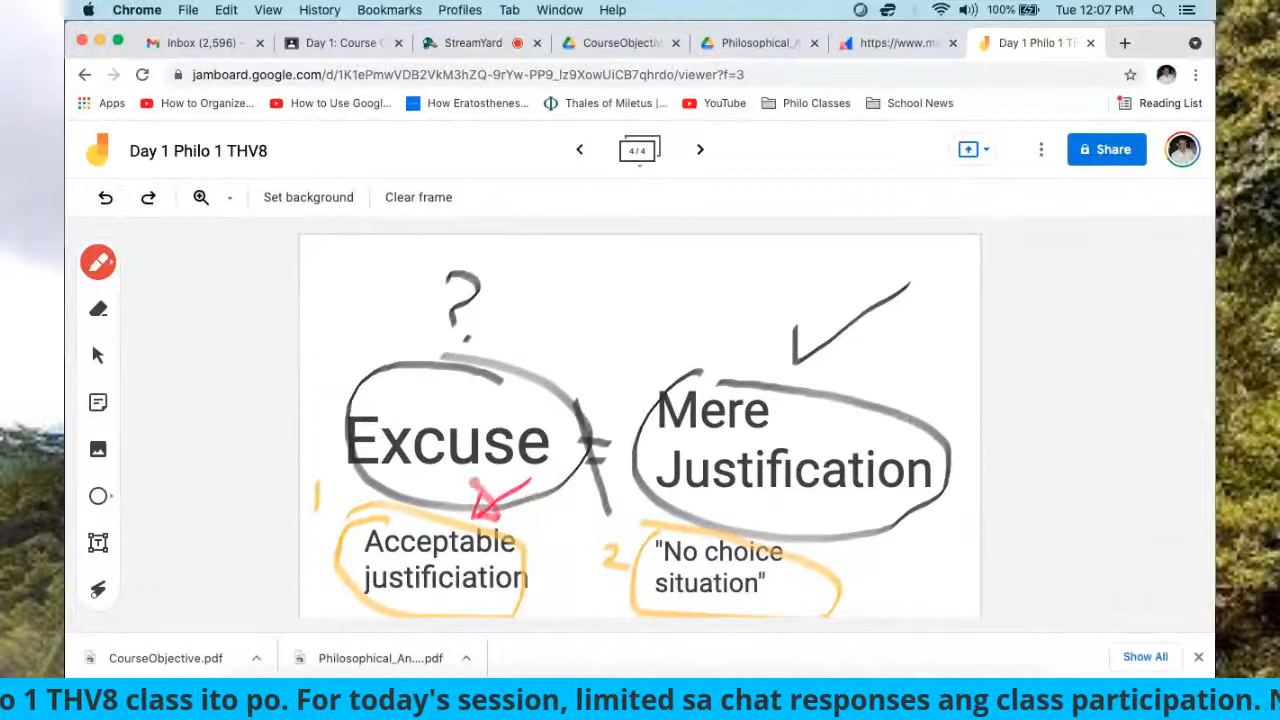 Chrome File Edit View History Bookmarks Profiles Tab Window Help 100% Tue 12:07 PM
Inbox (2,596) - Day 1: Course StreamYard CourseObjectiv Philosophical_ https://www.m Day 1 Philo 1 TH
jamboard.google.com/d/1K1ePmwVDB2VkM3hZQ-9rYw-PP9_lz9XowUiCB7qhrdo/viewer?f=3
Apps How to Organize... How to Use Googl... How Eratosthenes... Thales of Miletus |... YouTube Philo Classes School News Reading List
Day 1 Philo 1 THV8 4/4 Share
Set background Clear frame
?
Excuse
Mere
Justification
1
Acceptable
justificiation
2
"No choice
situation"
CourseObjective.pdf Philosophical_An....pdf Show All
o 1 THV8 class ito po. For today's session, limited sa chat responses ang class participation. N